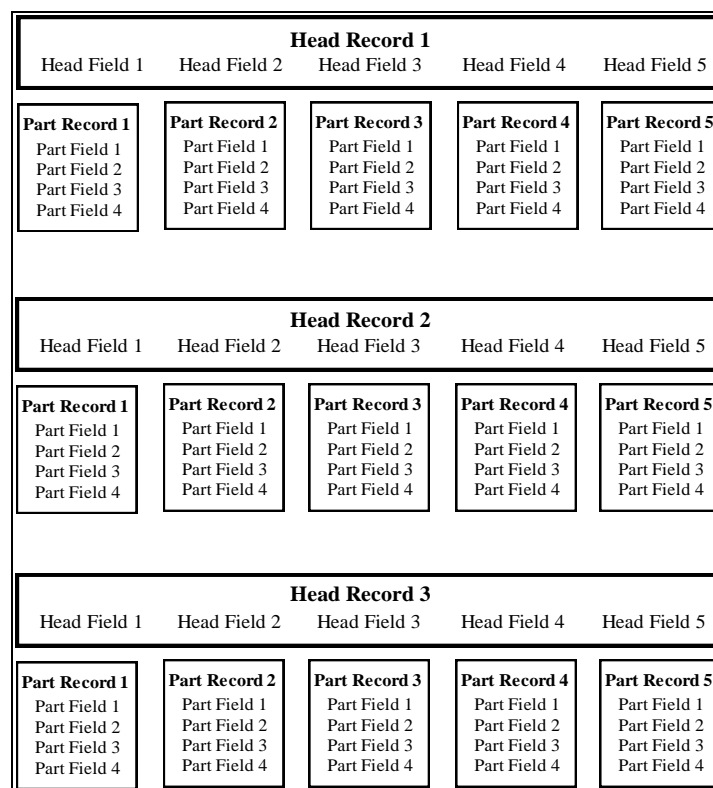 Head Record 1
Head Field 1 Head Field 2 Head Field 3 Head Field 4 Head Field 5
Part Record 1 Part Record 2 Part Record 3 Part Record 4 Part Record 5
Part Field 1 Part Field 1 Part Field 1 Part Field 1 Part Field 1
Part Field 2 Part Field 2 Part Field 2 Part Field 2 Part Field 2
Part Field 3 Part Field 3 Part Field 3 Part Field 3 Part Field 3
Part Field 4 Part Field 4 Part Field 4 Part Field 4 Part Field 4
Head Record 2
Head Field 1 Head Field 2 Head Field 3 Head Field 4 Head Field 5
Part Record 1 Part Record 2 Part Record 3 Part Record 4 Part Record 5
Part Field 1 Part Field 1 Part Field 1 Part Field 1 Part Field 1
Part Field 2 Part Field 2 Part Field 2 Part Field 2 Part Field 2
Part Field 3 Part Field 3 Part Field 3 Part Field 3 Part Field 3
Part Field 4 Part Field 4 Part Field 4 Part Field 4 Part Field 4
Head Record 3
Head Field 1 Head Field 2 Head Field 3 Head Field 4 Head Field 5
Part Record 1 Part Record 2 Part Record 3 Part Record 4 Part Record 5
Part Field 1 Part Field 1 Part Field 1 Part Field 1 Part Field 1
Part Field 2 Part Field 2 Part Field 2 Part Field 2 Part Field 2
Part Field 3 Part Field 3 Part Field 3 Part Field 3 Part Field 3
Part Field 4 Part Field 4 Part Field 4 Part Field 4 Part Field 4